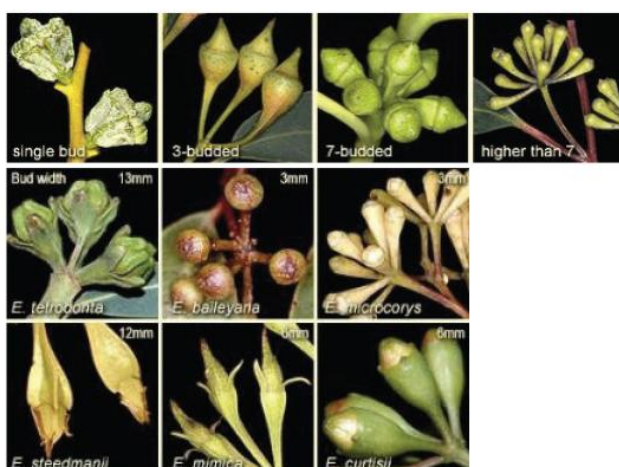 single bud
3-budded
7-budded
higher than 7
Bud width 13mm
E. tetrodonta
3mm
E. baileyana
3mm
E. microcorys
12mm
E. steedmanii
E. mimica
6mm
E. curtisii